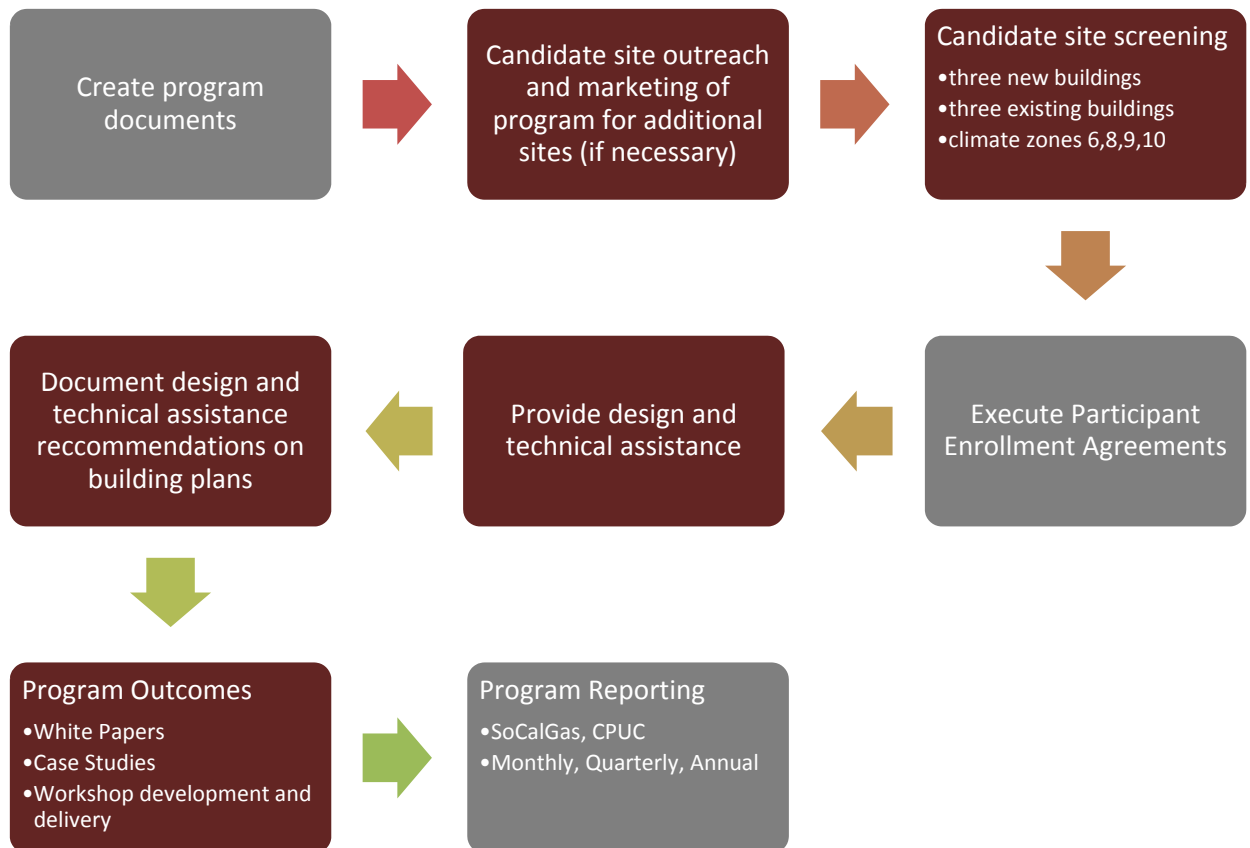 Create program
documents
Candidate site outreach
and marketing of
program for additional
sites (if necessary)
Candidate site screening
•three new buildings
•three existing buildings
•climate zones 6,8,9,10
Execute Participant
Enrollment Agreements
Provide design and
technical assistance
Document design and
technical assistance
reccommendations on
building plans
Program Outcomes
•White Papers
•Case Studies
•Workshop development and
delivery
Program Reporting
•SoCalGas, CPUC
•Monthly, Quarterly, Annual